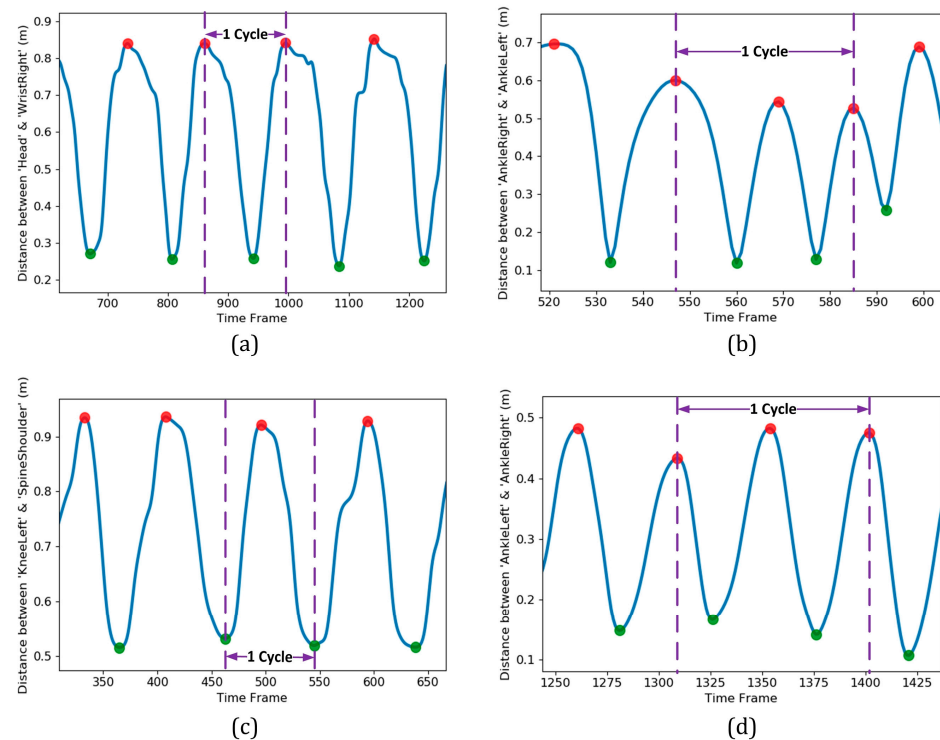 Distance between 'Head' & 'WristRight' (m)
0.9
0.8
0.7
0.6
0.5
0.4
0.3
0.2
1 Cycle
700 800 900 1000 1100 1200
Time Frame
(a)
Distance between 'AnkleRight' & 'AnkleLeft' (m)
0.7
0.6
0.5
0.4
0.3
0.2
0.1
1 Cycle
520 530 540 550 560 570 580 590 600
Time Frame
(b)
Distance between 'KneeLeft' & 'SpineShoulder' (m)
0.9
0.8
0.7
0.6
0.5
1 Cycle
350 400 450 500 550 600 650
Time Frame
(c)
Distance between 'AnkleLeft' & 'AnkleRight' (m)
0.5
0.4
0.3
0.2
0.1
1 Cycle
1250 1275 1300 1325 1350 1375 1400 1425
Time Frame
(d)